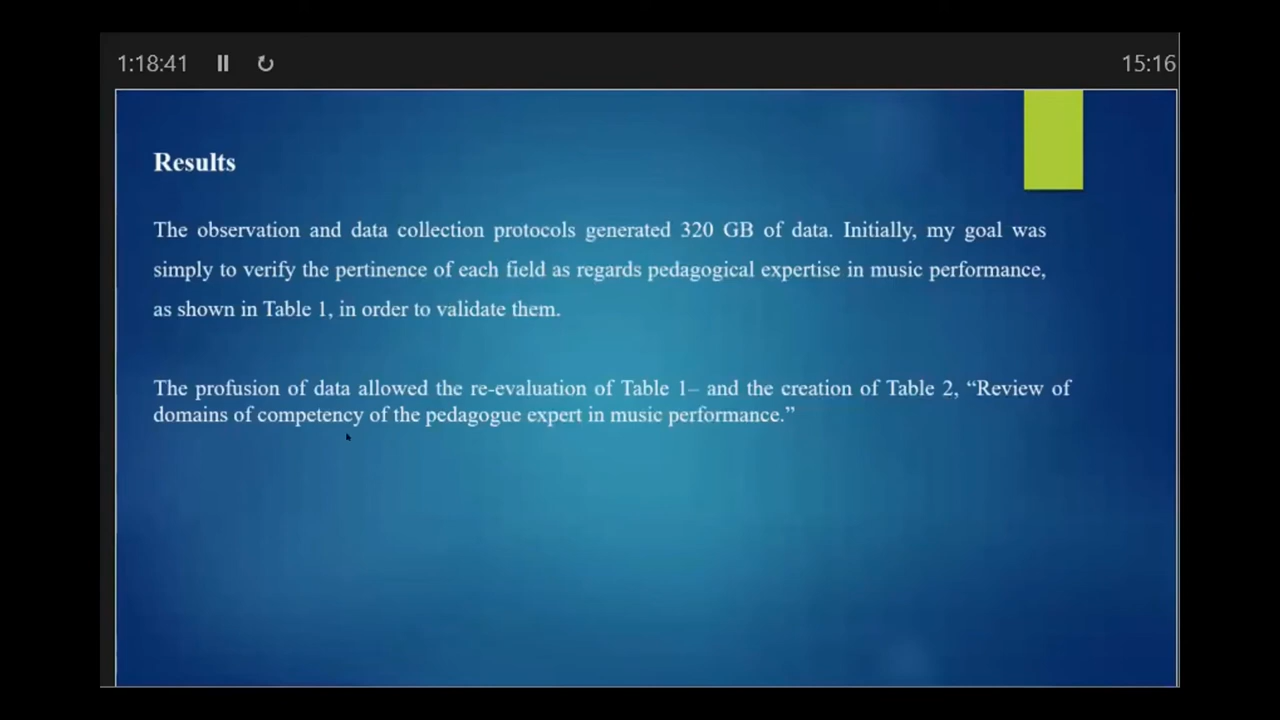 1:18:41 15:16
Results
The observation and data collection protocols generated 320 GB of data. Initially, my goal was
simply to verify the pertinence of each field as regards pedagogical expertise in music performance,
as shown in Table 1, in order to validate them.
The profusion of data allowed the re-evaluation of Table 1– and the creation of Table 2, “Review of
domains of competency of the pedagogue expert in music performance.”